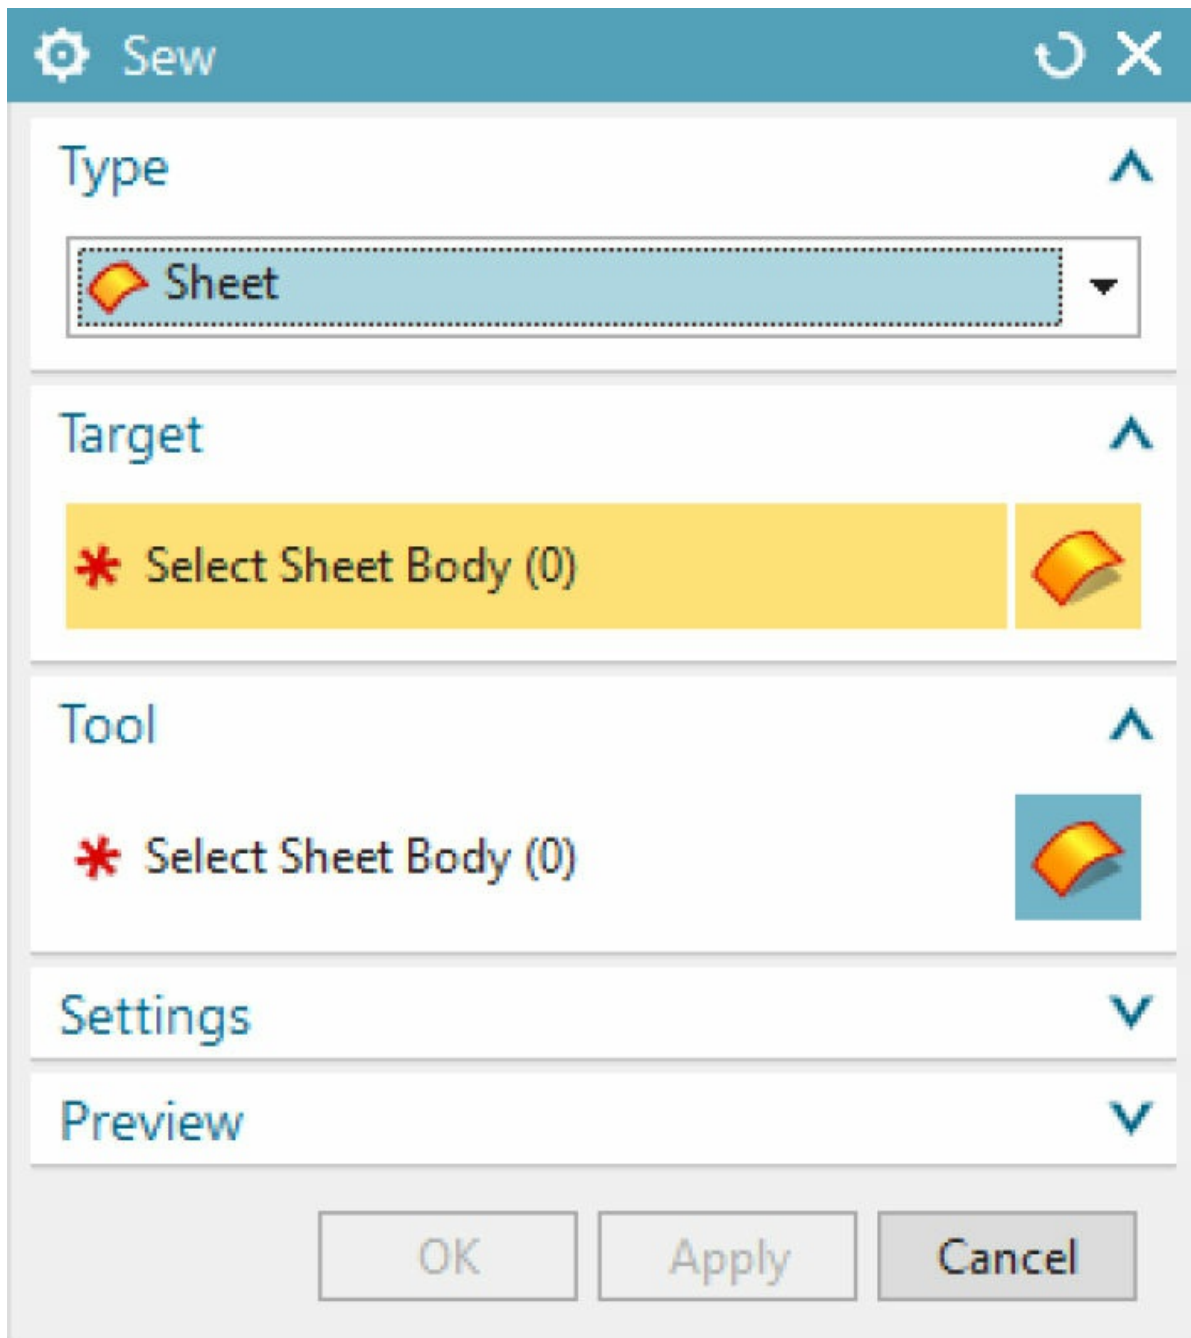 Sew
Type
Sheet
Target
* Select Sheet Body (0)
Tool
* Select Sheet Body (0)
Settings
Preview
OK Apply Cancel